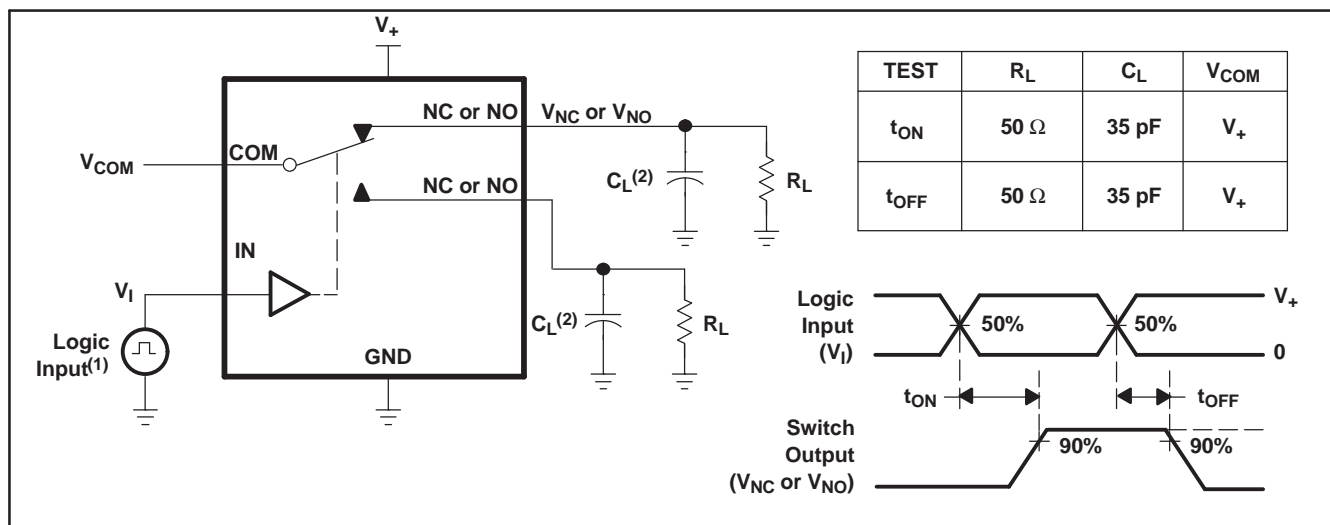 V+
NC or NO
VNC or VNO
COM
VCOM
CL(2)
RL
NC or NO
IN
VI
CL(2)
RL
Logic
Input(1)
GND
TEST RL CL VCOM
tON 50 Ω 35 pF V+
tOFF 50 Ω 35 pF V+
Logic
Input
(VI)
50%
50%
V+
0
tON
tOFF
Switch
Output
(VNC or VNO)
90%
90%